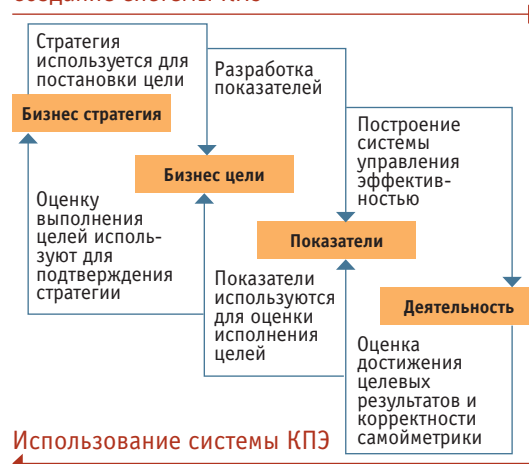 Стратегия
используется для
постановки цели
Бизнес стратегия
Разработка
показателей
Бизнес цели
Построение
системы
управления
эффектив-
ностью
Показатели
Деятельность
Оценку
выполнения
целей исполь-
зуют для
подтверждения
стратегии
Показатели
используются
для оценки
исполнения
целей
Оценка
достижения
целевых
результатов и
корректности
самойметрики
Использование системы КПЭ